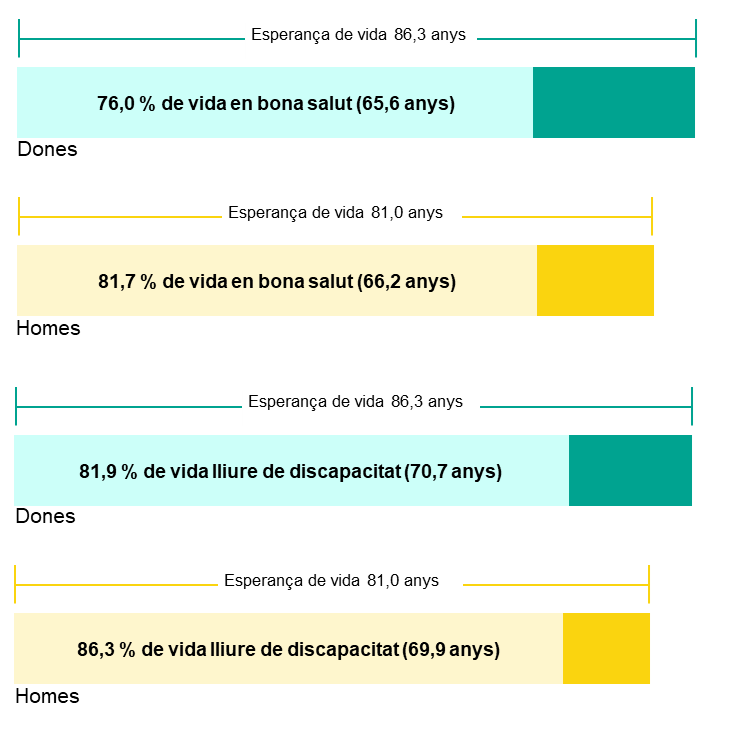 Esperança de vida 86,3 anys
76,0 % de vida en bona salut (65,6 anys)
Dones
Esperança de vida 81,0 anys
81,7 % de vida en bona salut (66,2 anys)
Homes
Esperança de vida 86,3 anys
81,9 % de vida lliure de discapacitat (70,7 anys)
Dones
Esperança de vida 81,0 anys
86,3 % de vida lliure de discapacitat (69,9 anys)
Homes